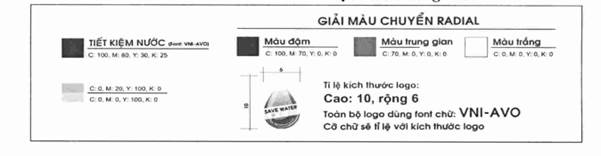 GIẢI MÀU CHUYỂN RADIAL
TIẾT KIỆM NƯỚC (font VNI-AVO)
C: 100, M: 60, Y: 30, K: 25
Màu đậm
C: 100, M: 70, Y: 0, K: 0
Màu trung gian
C: 70, M: 0, Y: 0, K: 0
Màu trắng
C: 0, M: 0, Y: 0, K: 0
C: 0, M: 20, Y: 100, K: 0
C: 0, M: 0, Y: 100, K: 0
6
10
SAVE WATER
Tỉ lệ kích thước logo:
Cao: 10, rộng 6
Toàn bộ logo dùng font chữ: VNI-AVO
Cỡ chữ sẽ tỉ lệ với kích thước logo